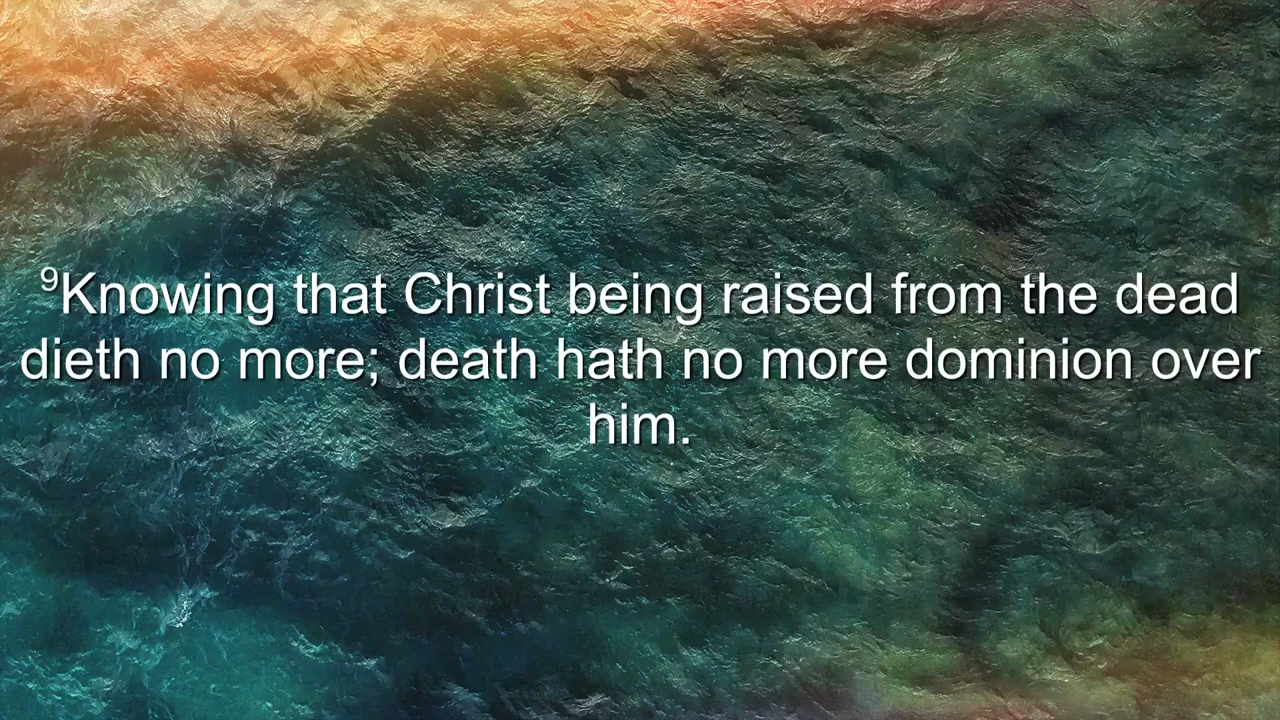 ⁹Knowing that Christ being raised from the dead
dieth no more; death hath no more dominion over
him.